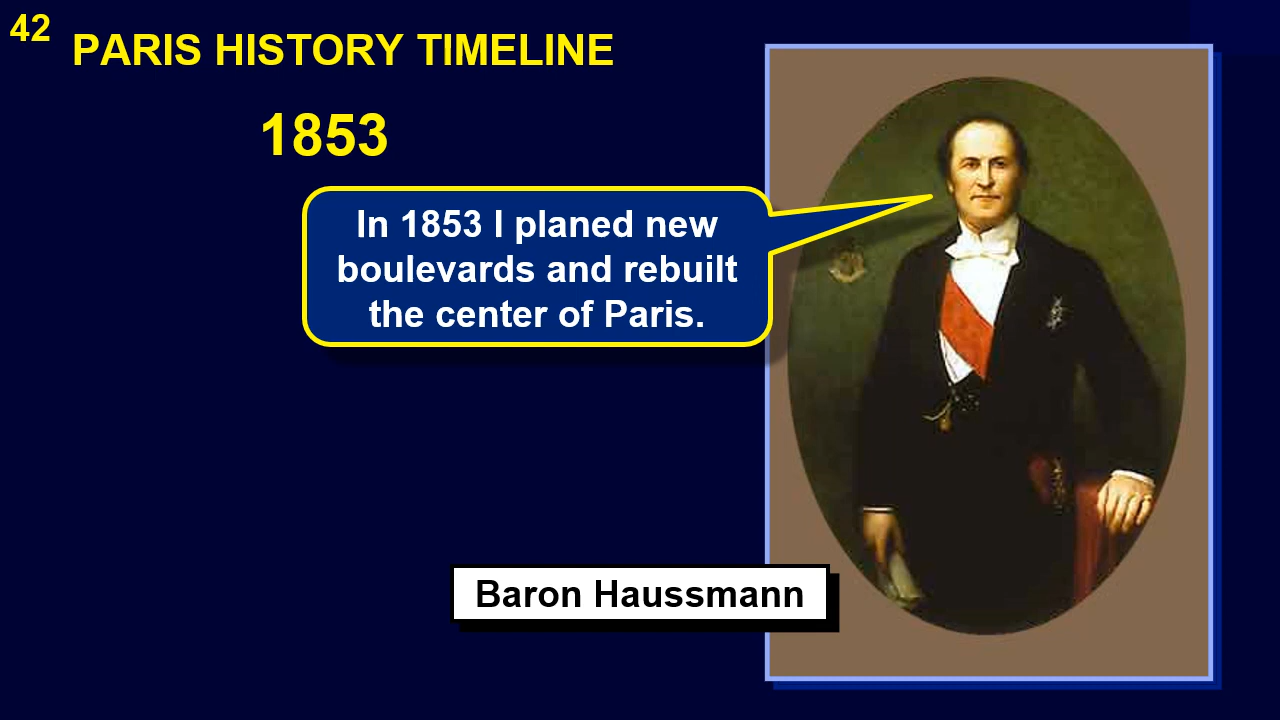 42
PARIS HISTORY TIMELINE
1853
In 1853 I planed new
boulevards and rebuilt
the center of Paris.
Baron Haussmann